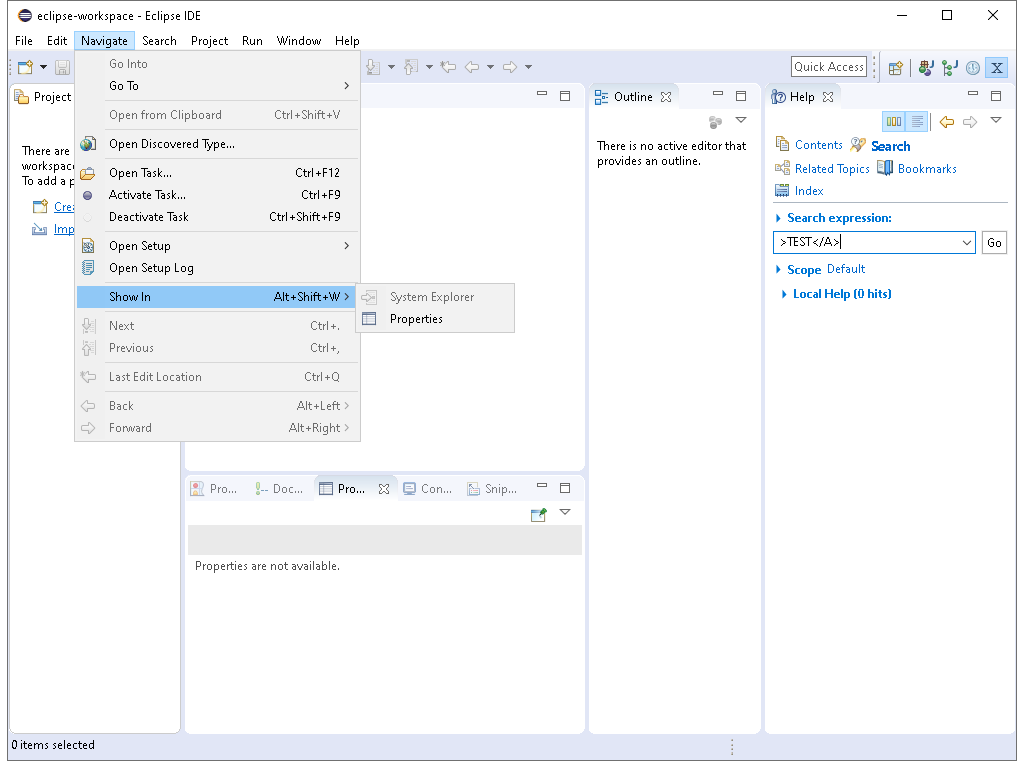 eclipse-workspace - Eclipse IDE
File Edit Navigate Search Project Run Window Help
Quick Access
Go Into
Go To
Open from Clipboard Ctrl+Shift+V
Open Discovered Type...
Open Task... Ctrl+F12
Activate Task... Ctrl+F9
Deactivate Task Ctrl+Shift+F9
Open Setup
Open Setup Log
Show In Alt+Shift+W
Next Ctrl+.
Previous Ctrl+,
Last Edit Location Ctrl+Q
Back Alt+Left
Forward Alt+Right
System Explorer
Properties
Project
There are
workspac
To add a p
Crea
Imp
Outline
There is no active editor that
provides an outline.
Help
Contents Search
Related Topics Bookmarks
Index
Search expression:
>TEST</A> Go
Scope Default
Local Help (0 hits)
Pro... Doc... Pro... Con... Snip...
Properties are not available.
0 items selected